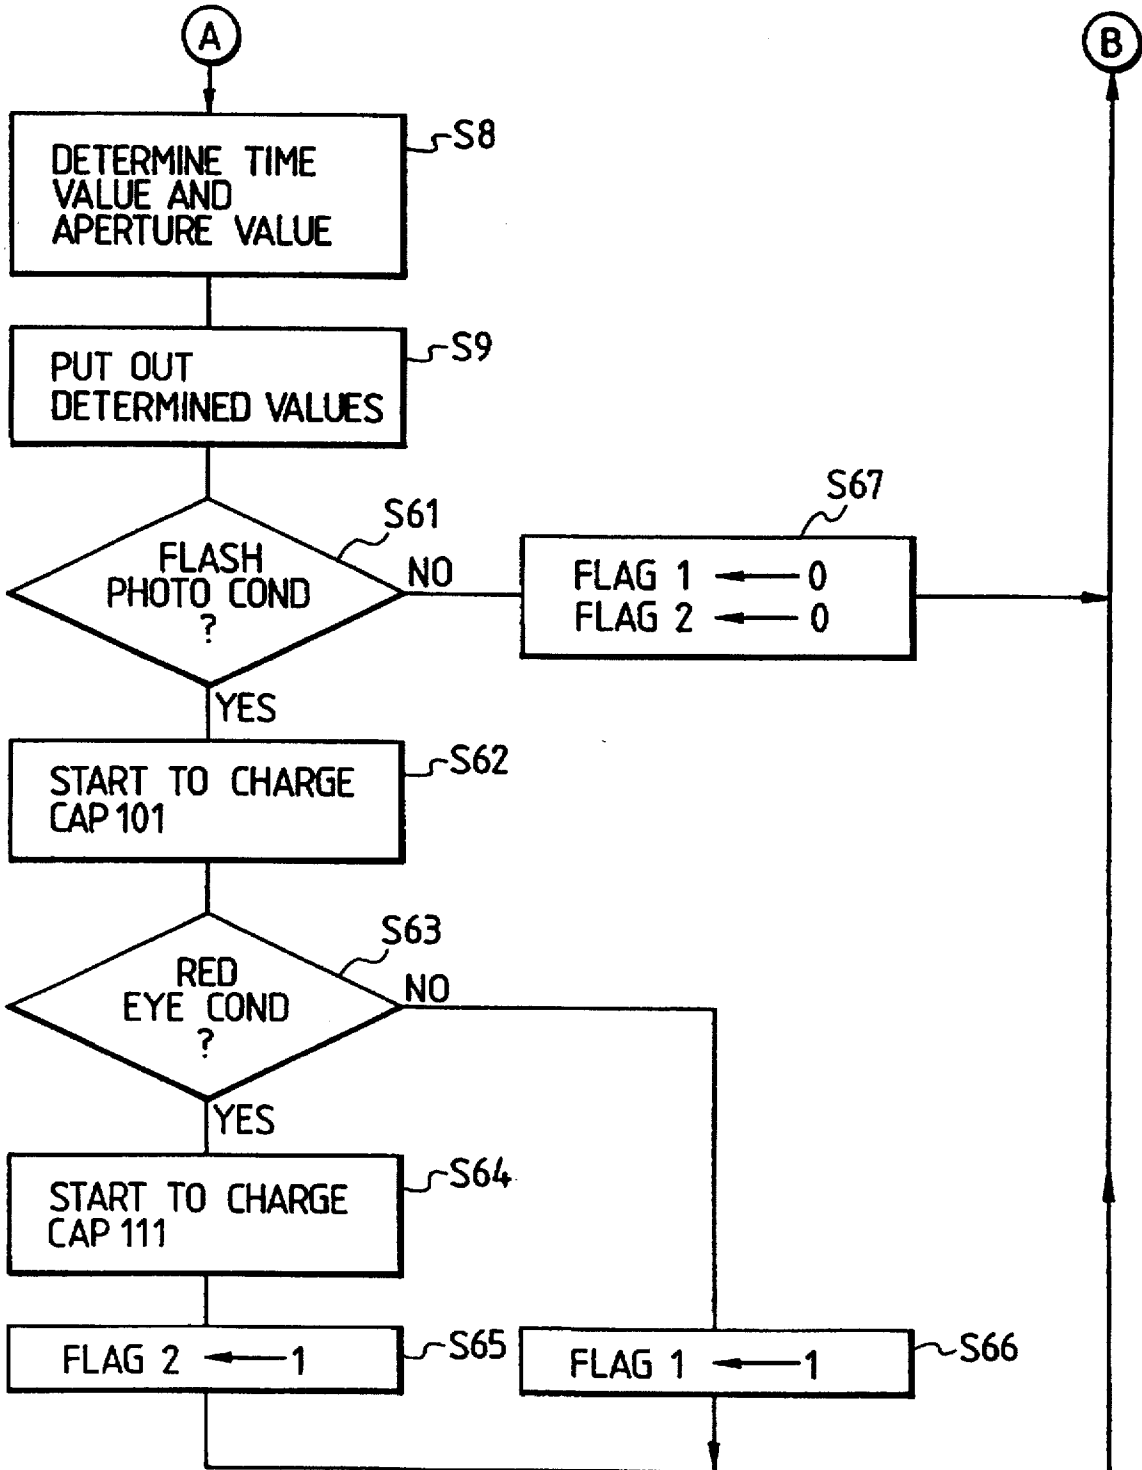 A
B
S8
DETERMINE TIME
VALUE AND
APERTURE VALUE
S9
PUT OUT
DETERMINED VALUES
S61
FLASH
PHOTO COND
?
NO
S67
FLAG 1 ← 0
FLAG 2 ← 0
YES
S62
START TO CHARGE
CAP 101
S63
RED
EYE COND
?
NO
YES
S64
START TO CHARGE
CAP 111
S65
FLAG 2 ← 1
S66
FLAG 1 ← 1